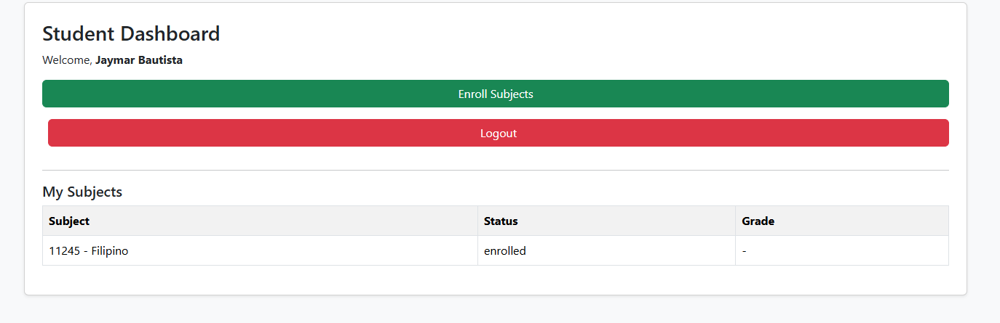 Student Dashboard
Welcome, Jaymar Bautista
Enroll Subjects
Logout
My Subjects
Subject Status Grade
11245 - Filipino enrolled -